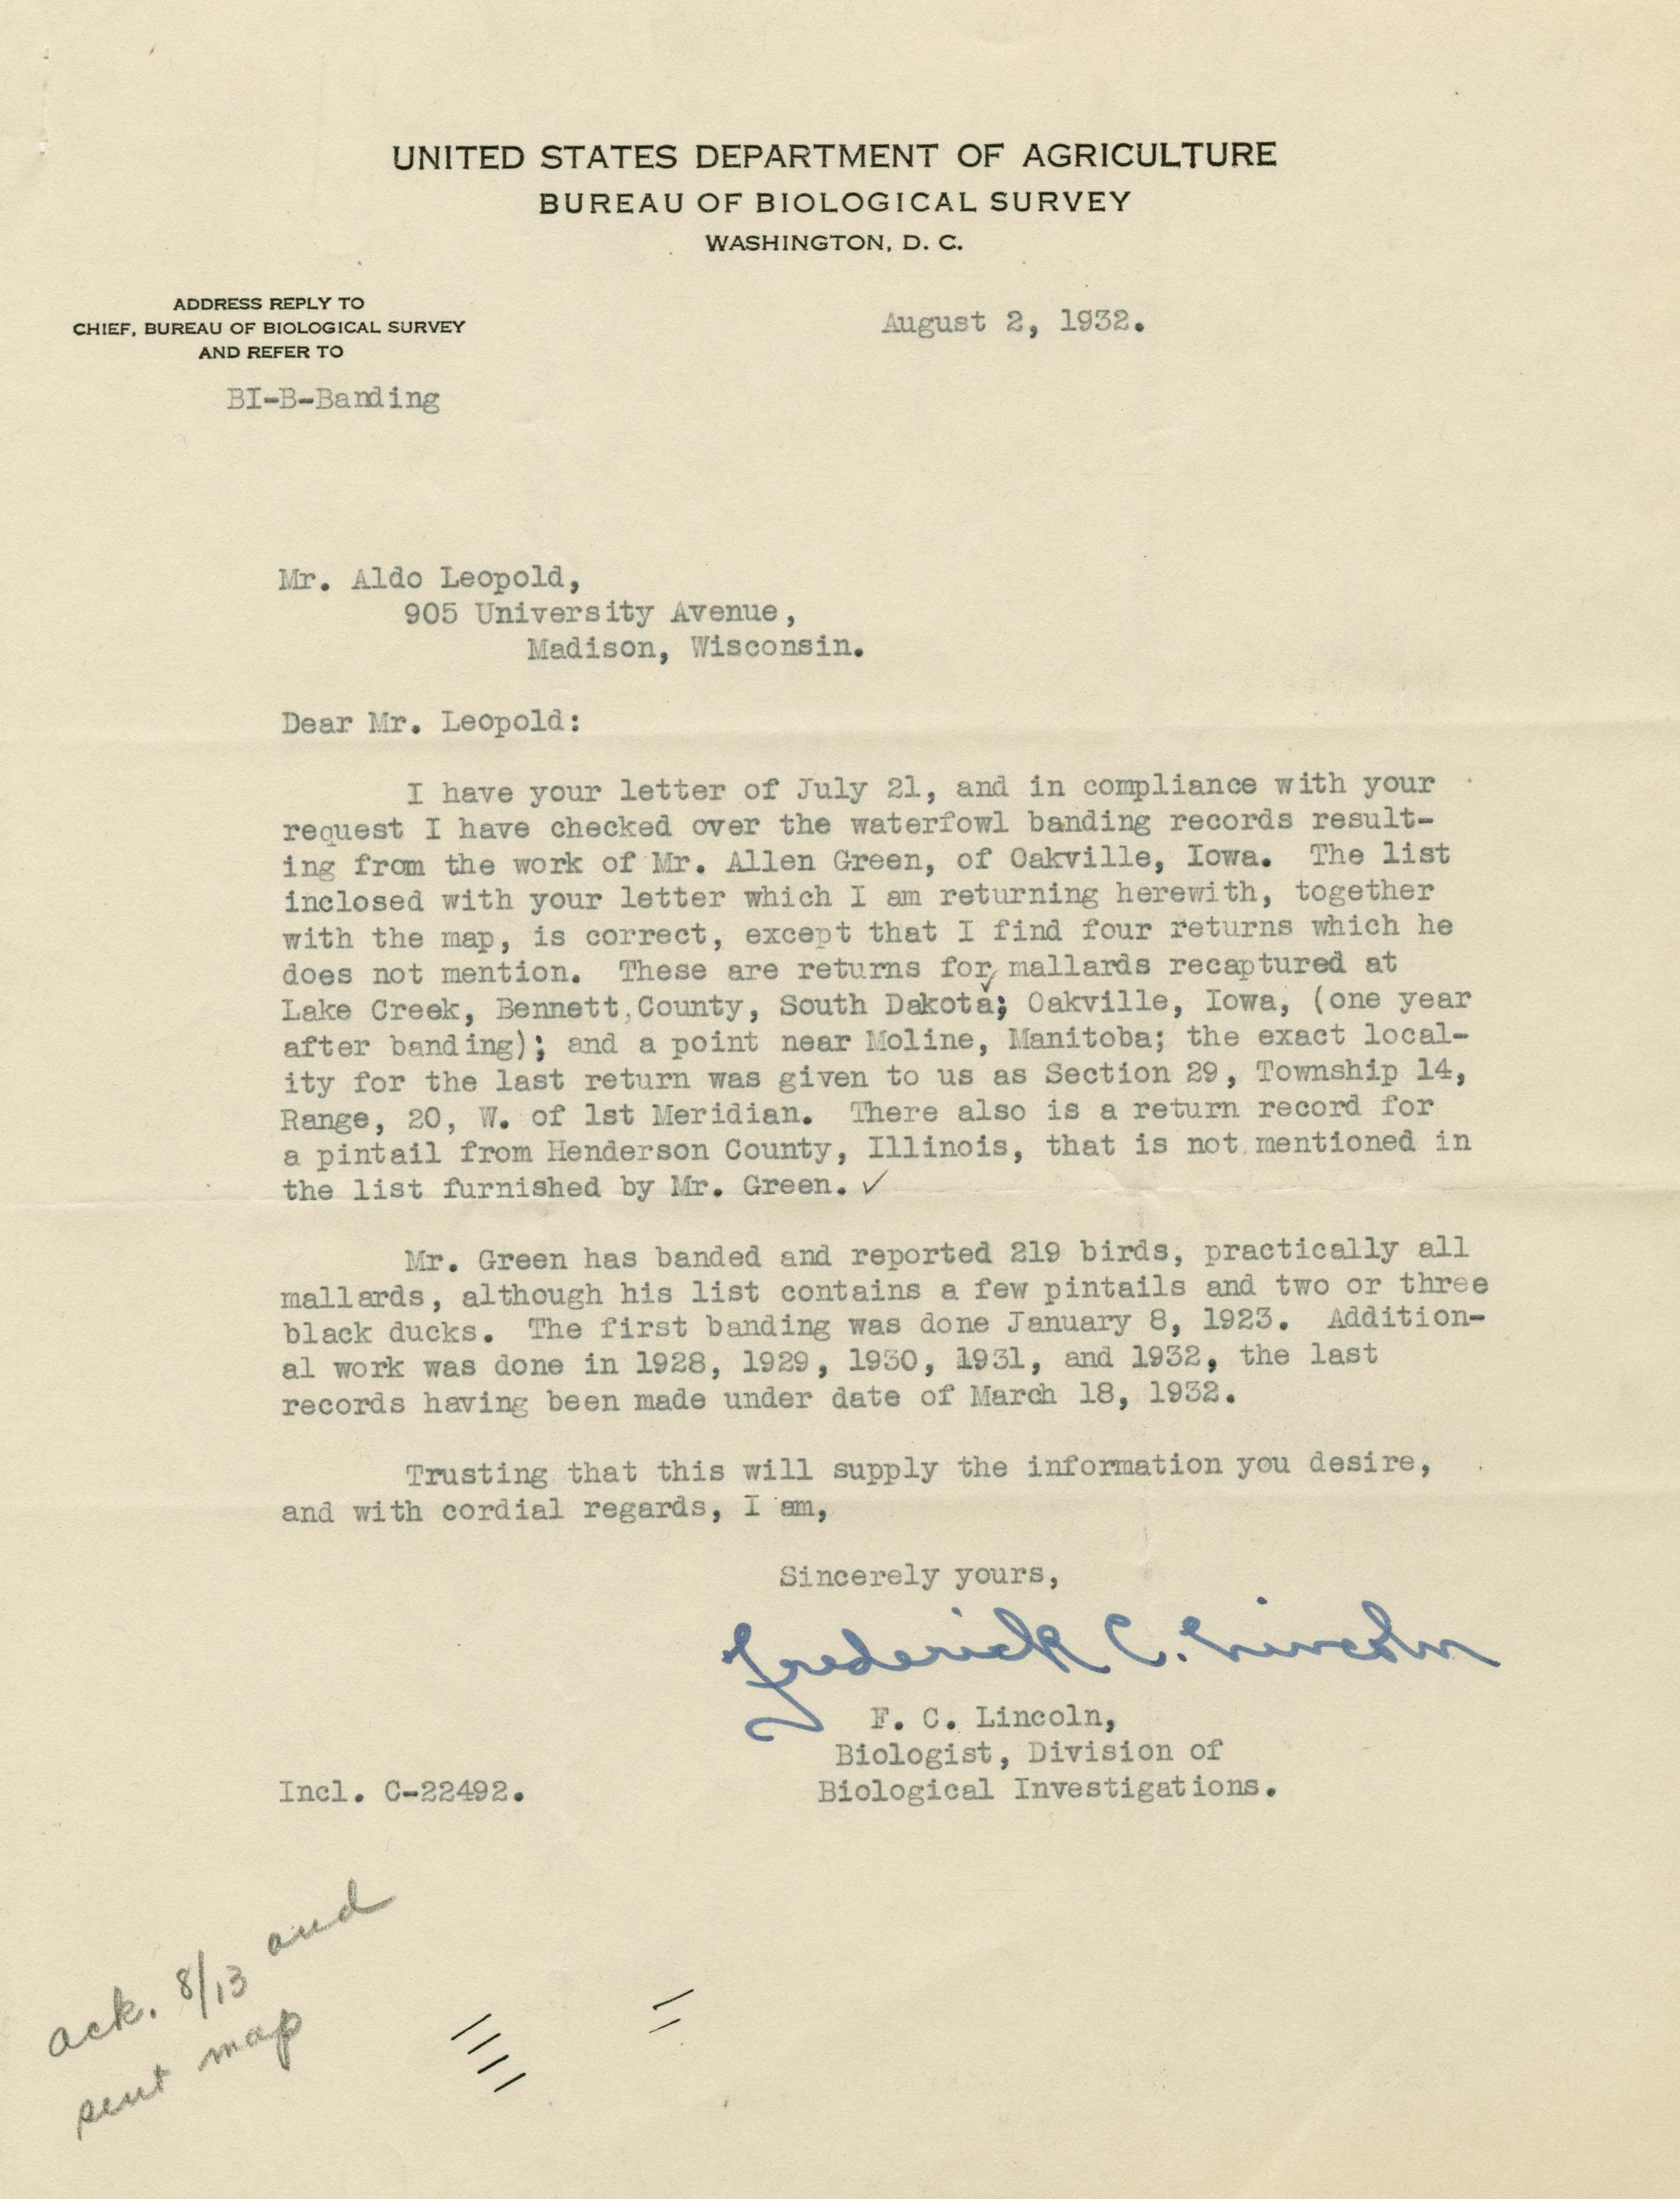 UNITED STATES DEPARTMENT OF AGRICULTURE
BUREAU OF BIOLOGICAL SURVEY
WASHINGTON, D. C.
ADDRESS REPLY TO
CHIEF, BUREAU OF BIOLOGICAL SURVEY
AND REFER TO
BI-B-Banding
August 2, 1932.
Mr. Aldo Leopold,
905 University Avenue,
Madison, Wisconsin.
Dear Mr. Leopold:
I have your letter of July 21, and in compliance with your
request I have checked over the waterfowl banding records result-
ing from the work of Mr. Allen Green, of Oakville, Iowa. The list
inclosed with your letter which I am returning herewith, together
with the map, is correct, except that I find four returns which he
does not mention. These are returns for mallards recaptured at
Lake Creek, Bennett County, South Dakota; Oakville, Iowa, (one year
after banding); and a point near Moline, Manitoba; the exact local-
ity for the last return was given to us as Section 29, Township 14,
Range, 20, W. of 1st Meridian. There also is a return record for
a pintail from Henderson County, Illinois, that is not mentioned in
the list furnished by Mr. Green. ✓
Mr. Green has banded and reported 219 birds, practically all
mallards, although his list contains a few pintails and two or three
black ducks. The first banding was done January 8, 1923. Addition-
al work was done in 1928, 1929, 1930, 1931, and 1932, the last
records having been made under date of March 18, 1932.
Trusting that this will supply the information you desire,
and with cordial regards, I am,
Sincerely yours,
Frederick C. Lincoln
F. C. Lincoln,
Biologist, Division of
Biological Investigations.
Incl. C-22492.
ack. 8/13 and
sent map